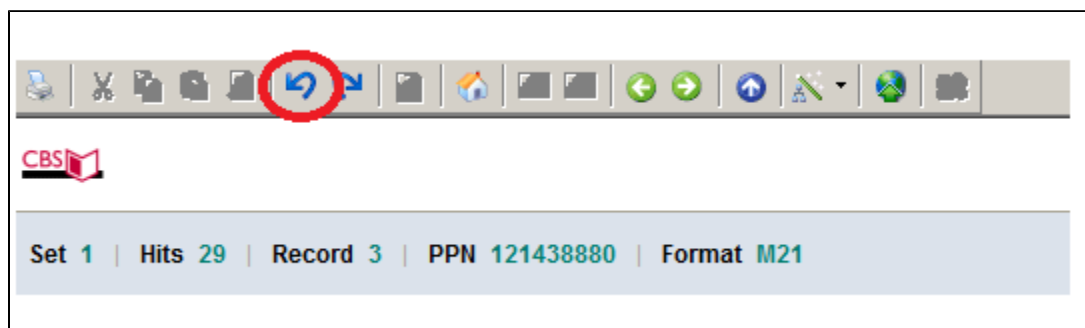 CBS
Set 1 | Hits 29 | Record 3 | PPN 121438880 | Format M21